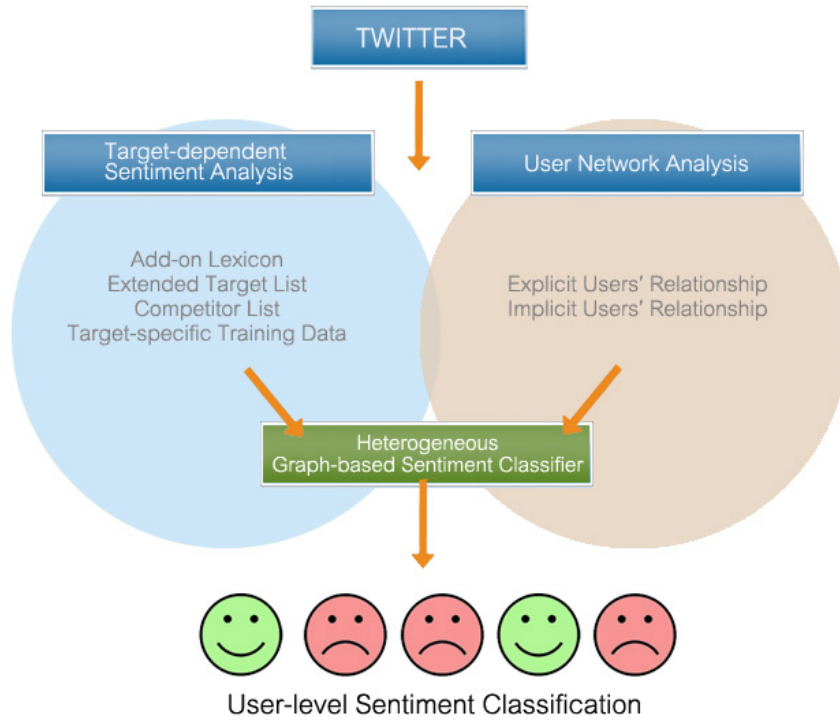 TWITTER
Target-dependent
Sentiment Analysis
User Network Analysis
Add-on Lexicon
Extended Target List
Competitor List
Target-specific Training Data
Explicit Users' Relationship
Implicit Users' Relationship
Heterogeneous
Graph-based Sentiment Classifier
User-level Sentiment Classification